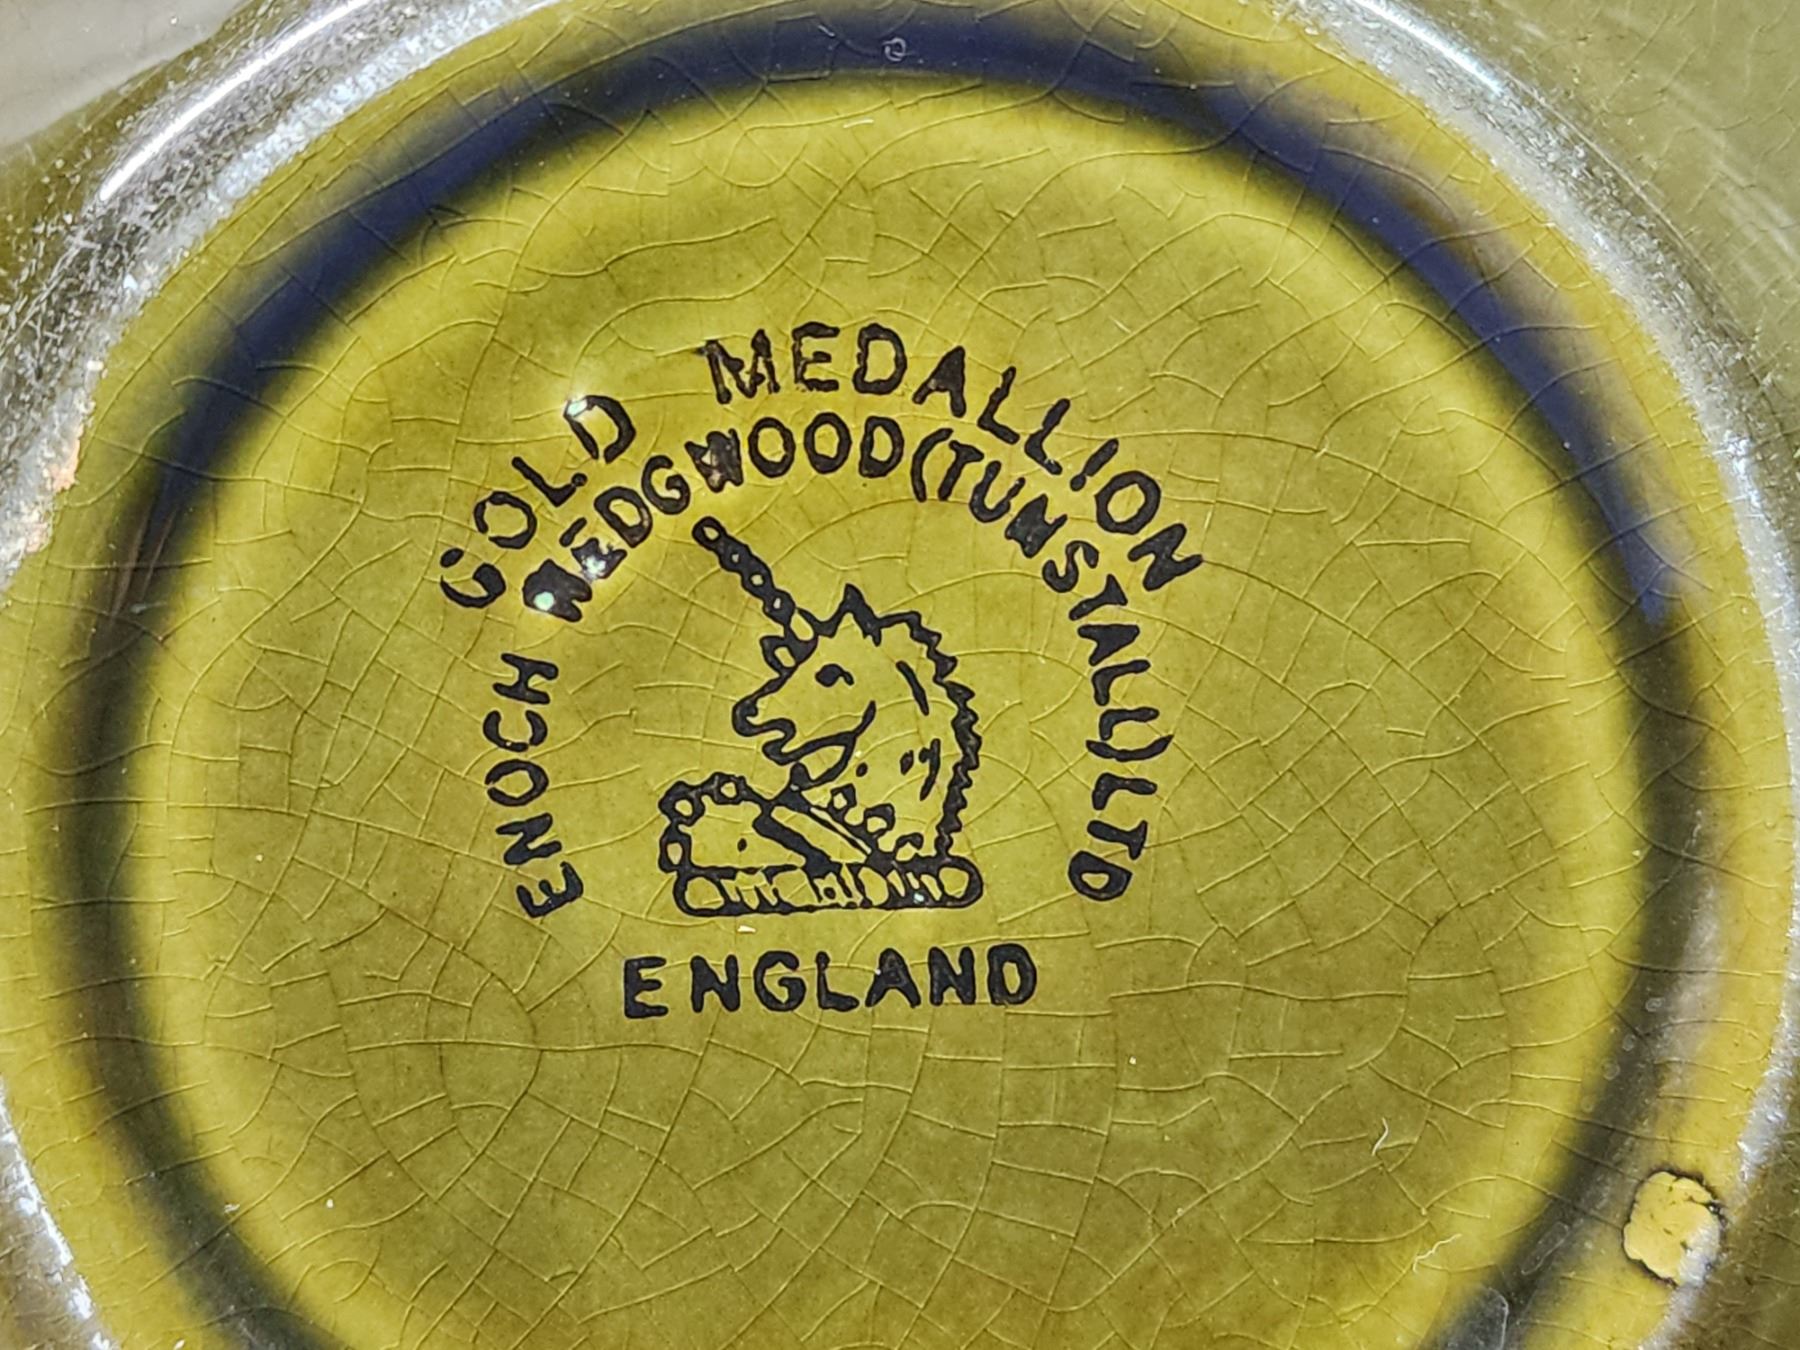 GOLD MEDALLION
ENOCH WEDGWOOD (TUNSTALL) LTD
ENGLAND